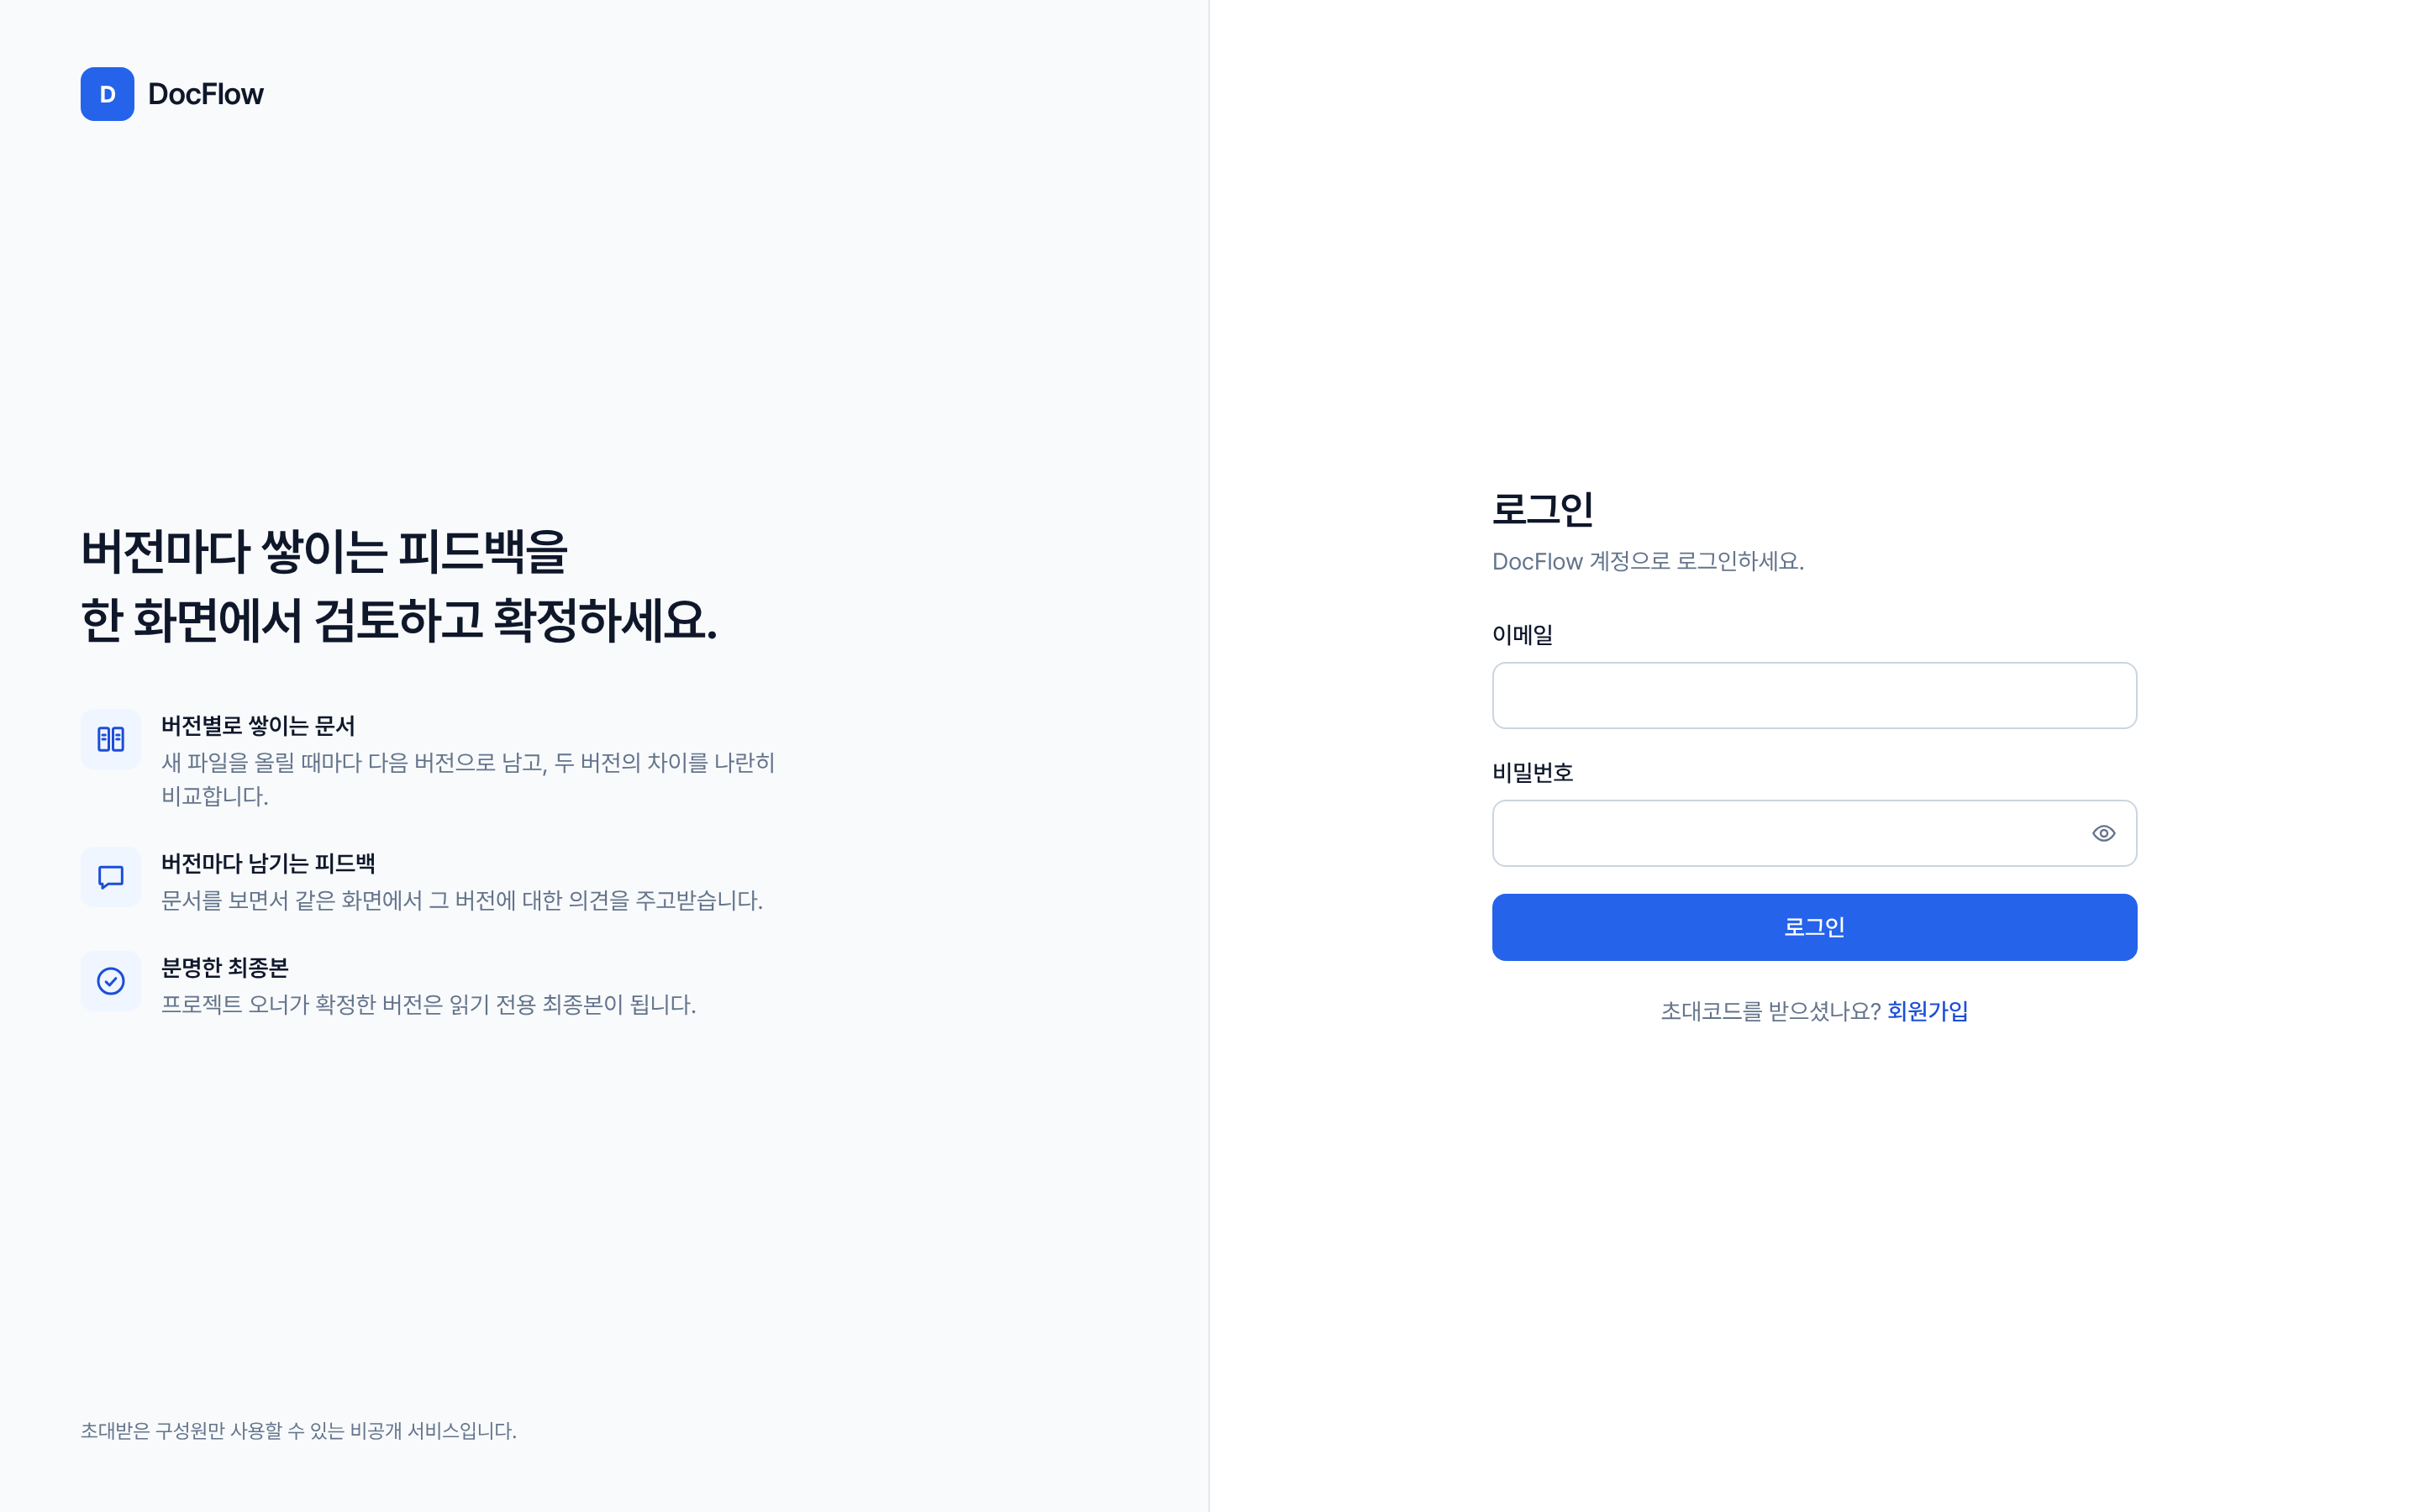 D DocFlow
버전마다 쌓이는 피드백을
한 화면에서 검토하고 확정하세요.
버전별로 쌓이는 문서
새 파일을 올릴 때마다 다음 버전으로 남고, 두 버전의 차이를 나란히
비교합니다.
버전마다 남기는 피드백
문서를 보면서 같은 화면에서 그 버전에 대한 의견을 주고받습니다.
분명한 최종본
프로젝트 오너가 확정한 버전은 읽기 전용 최종본이 됩니다.
초대받은 구성원만 사용할 수 있는 비공개 서비스입니다.
로그인
DocFlow 계정으로 로그인하세요.
이메일
비밀번호
로그인
초대코드를 받으셨나요? 회원가입